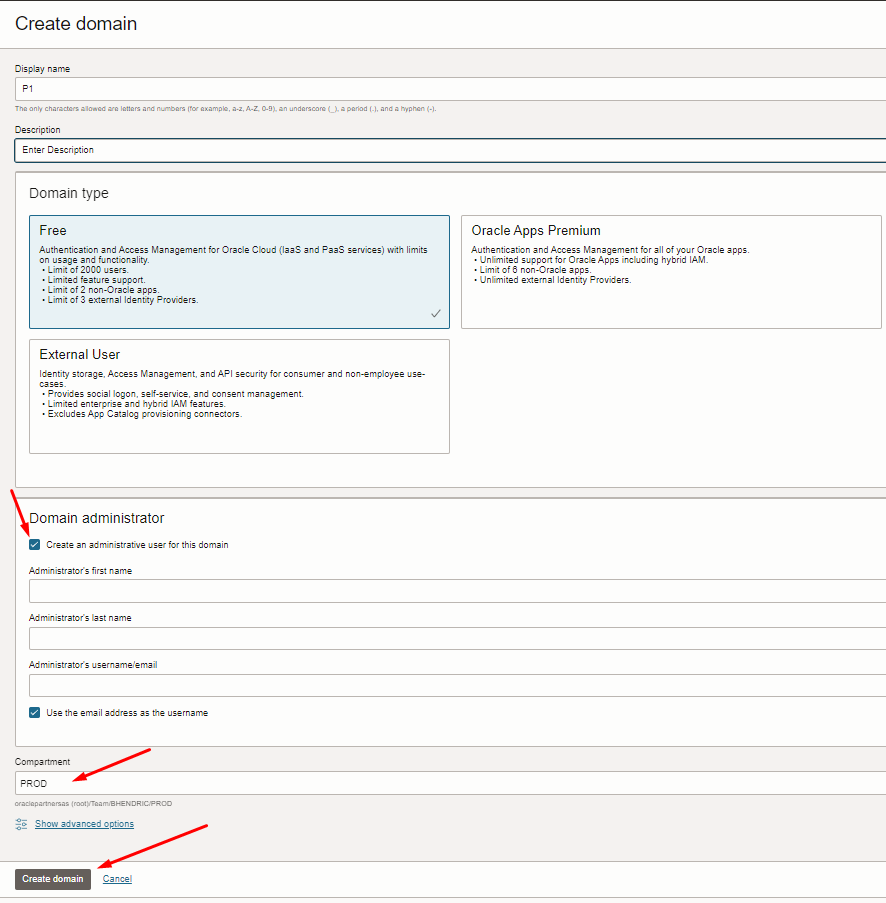 Create domain
Display name
P1
The only characters allowed are letters and numbers (for example, a-z, A-Z, 0-9), an underscore (_), a period (.), and a hyphen (-).
Description
Enter Description
Domain type
Free
Authentication and Access Management for Oracle Cloud (IaaS and PaaS services) with limits
on usage and functionality.
• Limit of 2000 users.
• Limited feature support.
• Limit of 2 non-Oracle apps.
• Limit of 3 external Identity Providers.
Oracle Apps Premium
Authentication and Access Management for all of your Oracle apps.
• Unlimited support for Oracle Apps including hybrid IAM.
• Limit of 6 non-Oracle apps.
• Unlimited external Identity Providers.
External User
Identity storage, Access Management, and API security for consumer and non-employee use-
cases.
• Provides social logon, self-service, and consent management.
• Limited enterprise and hybrid IAM features.
• Excludes App Catalog provisioning connectors.
Domain administrator
Create an administrative user for this domain
Administrator's first name
Administrator's last name
Administrator's username/email
Use the email address as the username
Compartment
PROD
oraclepartnersas (root)/Team/BHENDRIC/PROD
Show advanced options
Create domain Cancel